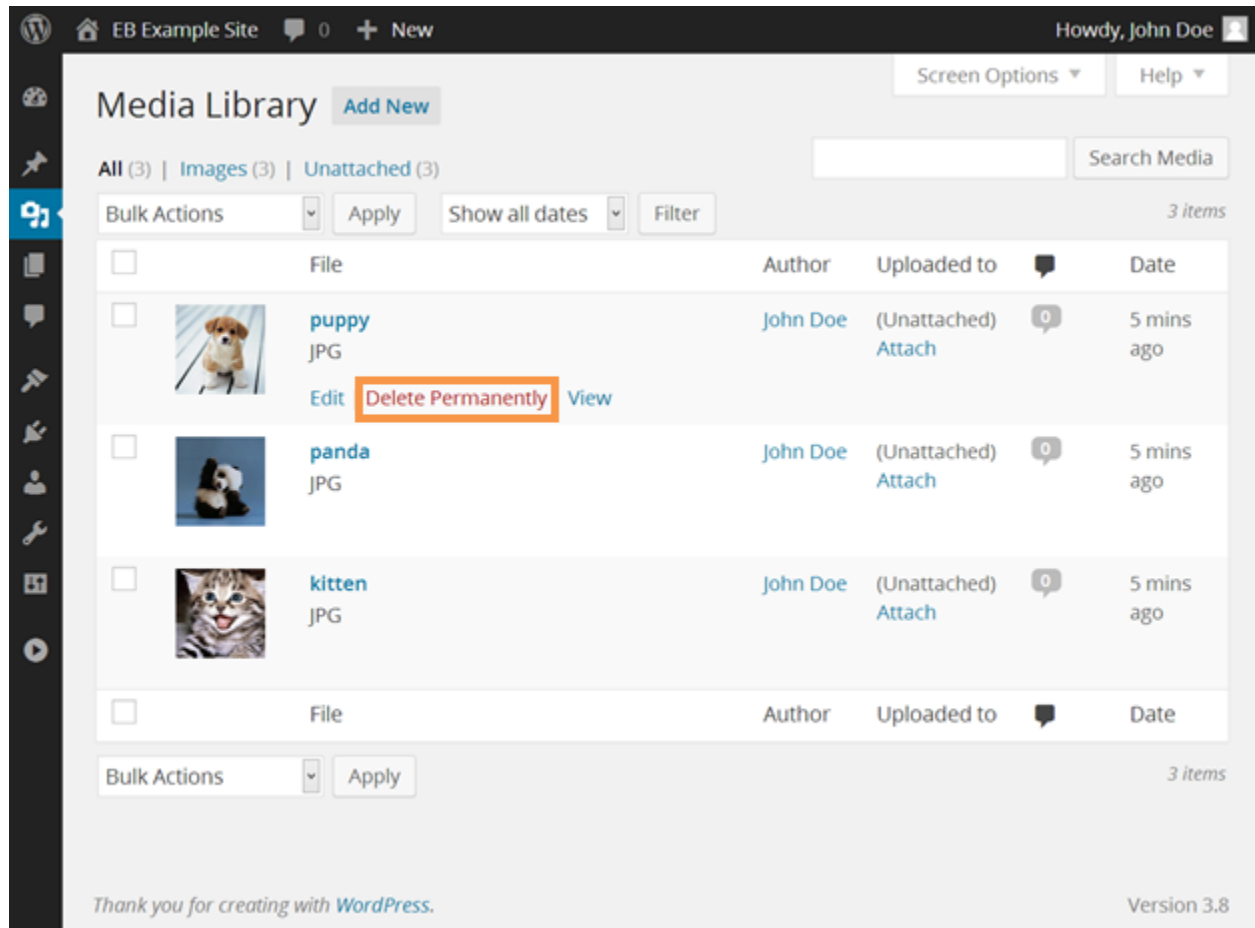 EB Example Site 0 New Howdy, John Doe
Screen Options Help
Media Library Add New
All (3) | Images (3) | Unattached (3) Search Media
Bulk Actions Apply Show all dates Filter 3 items
File Author Uploaded to Date
puppy John Doe (Unattached) 0 5 mins
JPG Attach ago
Edit Delete Permanently View
panda John Doe (Unattached) 0 5 mins
JPG Attach ago
kitten John Doe (Unattached) 0 5 mins
JPG Attach ago
File Author Uploaded to Date
Bulk Actions Apply 3 items
Thank you for creating with WordPress. Version 3.8